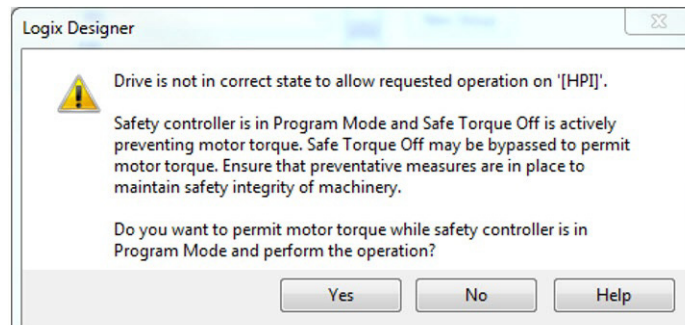 Logix Designer
Drive is not in correct state to allow requested operation on '[HPI]'.
Safety controller is in Program Mode and Safe Torque Off is actively
preventing motor torque. Safe Torque Off may be bypassed to permit
motor torque. Ensure that preventative measures are in place to
maintain safety integrity of machinery.
Do you want to permit motor torque while safety controller is in
Program Mode and perform the operation?
Yes No Help